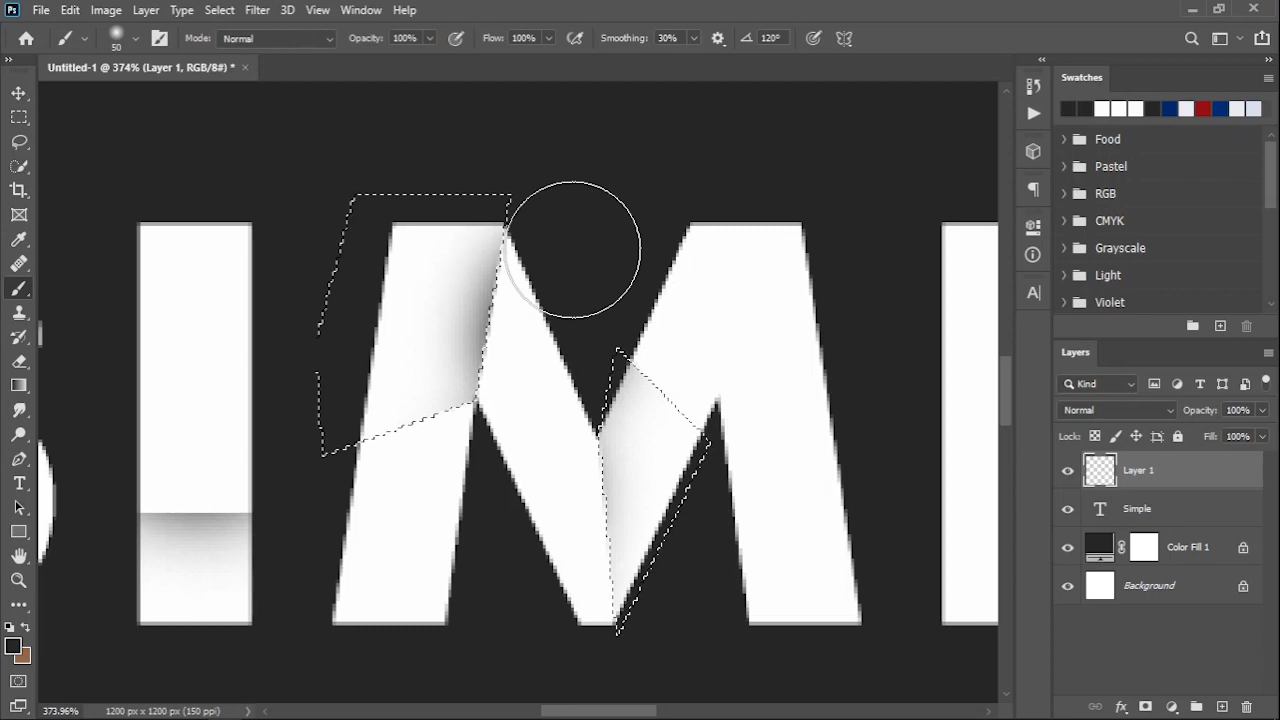 Ps File Edit Image Layer Type Select Filter 3D View Window Help
50 Mode: Normal Opacity: 100% Flow: 100% Smoothing: 30% 120°
Untitled-1 @ 374% (Layer 1, RGB/8#) * ×
IM
Swatches
Food
Pastel
RGB
CMYK
Grayscale
Light
Violet
Layers
Kind
Normal Opacity: 100%
Lock: Fill: 100%
Layer 1
T Simple
Color Fill 1
Background
373.96% 1200 px x 1200 px (150 ppi)